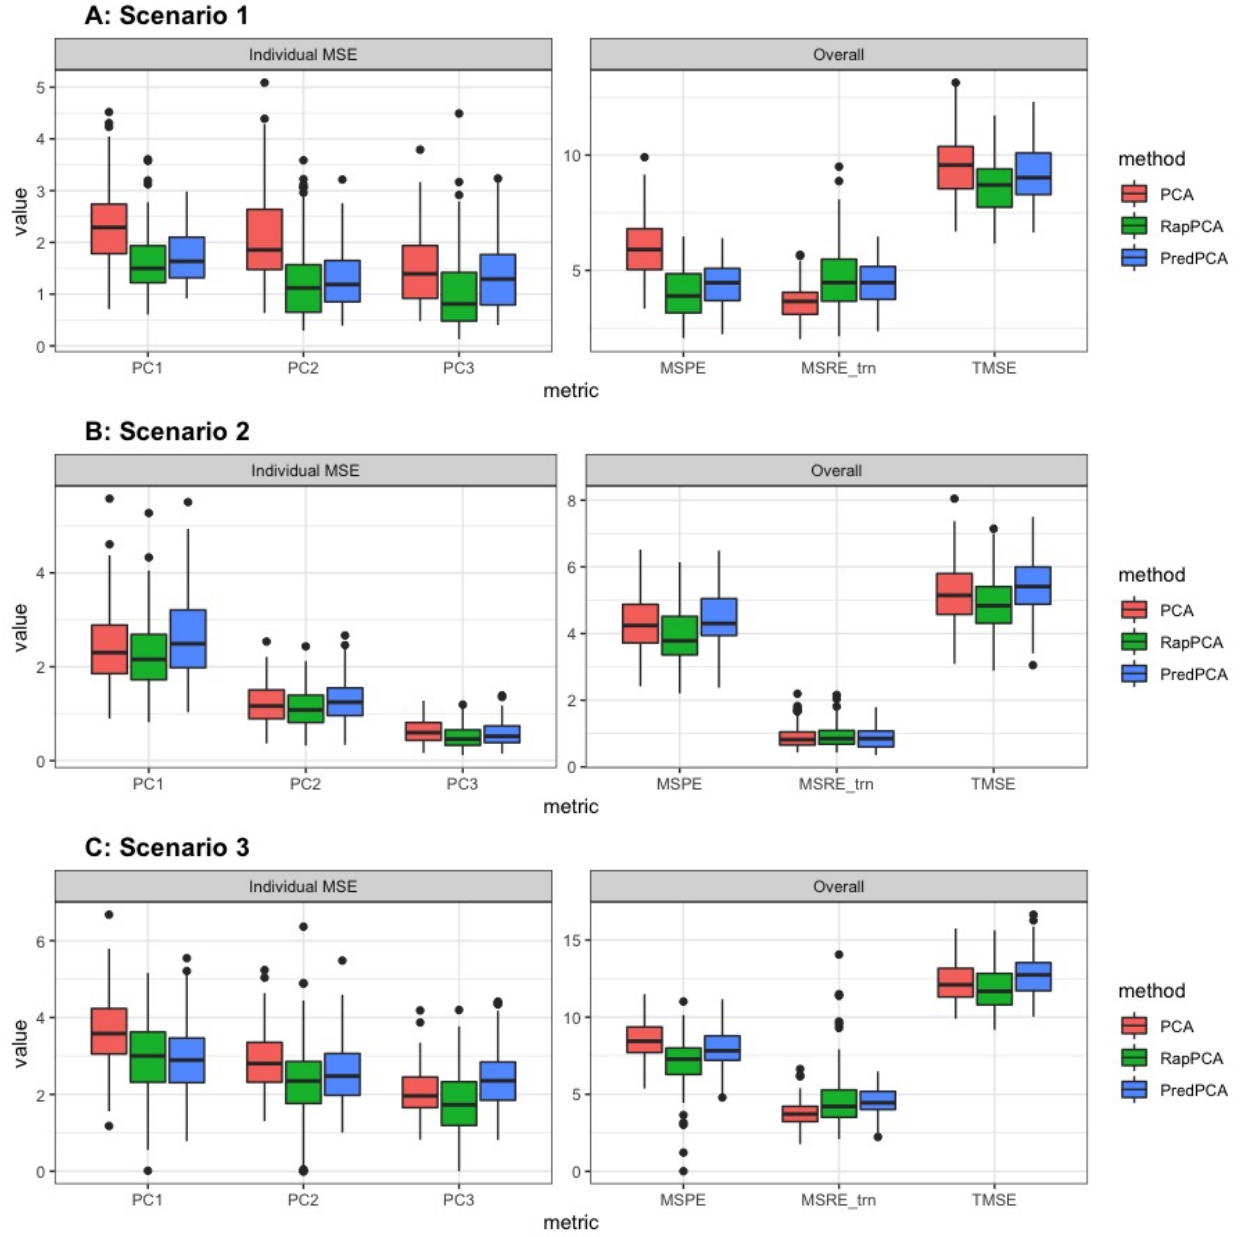 A: Scenario 1
Individual MSE
Overall
value
5
4
3
2
1
0
10
5
PC1 PC2 PC3
MSPE MSRE_trn TMSE
metric
method
PCA
RapPCA
PredPCA
B: Scenario 2
Individual MSE
Overall
value
4
2
0
8
6
4
2
0
PC1 PC2 PC3
MSPE MSRE_trn TMSE
metric
method
PCA
RapPCA
PredPCA
C: Scenario 3
Individual MSE
Overall
value
6
4
2
0
15
10
5
0
PC1 PC2 PC3
MSPE MSRE_trn TMSE
metric
method
PCA
RapPCA
PredPCA